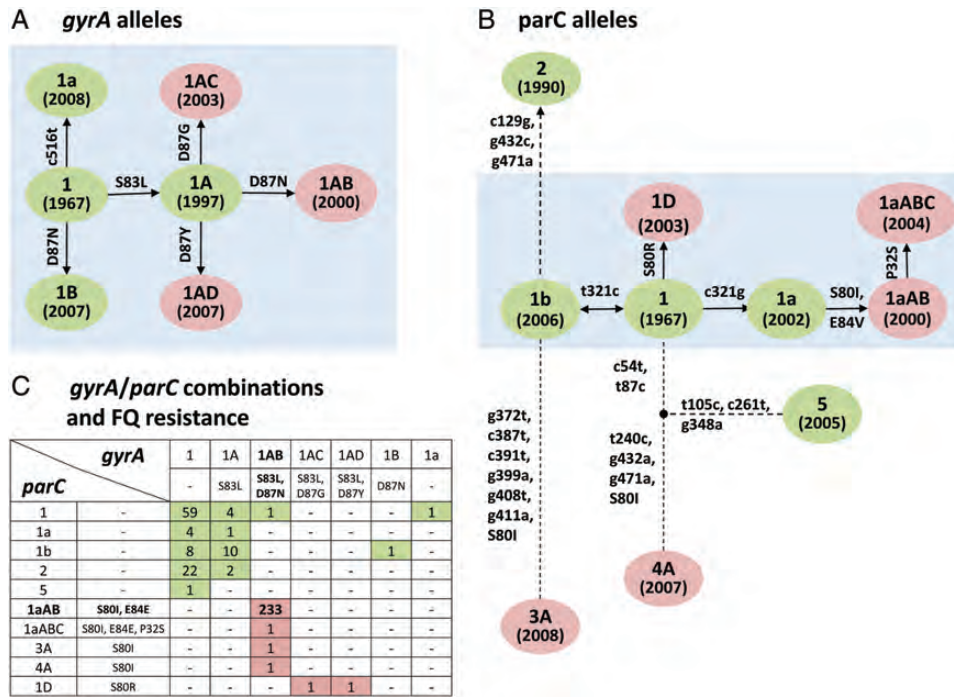 A gyrA alleles
1a
(2008)
1AC
(2003)
c516t
D87G
1
(1967)
S83L
1A
(1997)
D87N
1AB
(2000)
D87N
D87Y
1B
(2007)
1AD
(2007)
B parC alleles
2
(1990)
c129g,
g432c,
g471a
1D
(2003)
1aABC
(2004)
S80R
P32S
1b
(2006)
t321c
1
(1967)
c321g
1a
(2002)
S80I,
E84V
1aAB
(2000)
c54t,
t87c
t105c, c261t,
g348a
5
(2005)
g372t,
c387t,
c391t,
g399a,
g408t,
g411a,
S80I
t240c,
g432a,
g471a,
S80I
4A
(2007)
3A
(2008)
C gyrA/parC combinations
and FQ resistance
gyrA 1 1A 1AB 1AC 1AD 1B 1a
parC - S83L S83L, D87N S83L, D87G S83L, D87Y D87N -
1 - 59 4 1 - - - 1
1a - 4 1 - - - - -
1b - 8 10 - - - 1 -
2 - 22 2 - - - - -
5 - 1 - - - - - -
1aAB S80I, E84E - - 233 - - - -
1aABC S80I, E84E, P32S - - 1 - - - -
3A S80I - - 1 - - - -
4A S80I - - 1 - - - -
1D S80R - - - 1 1 - -